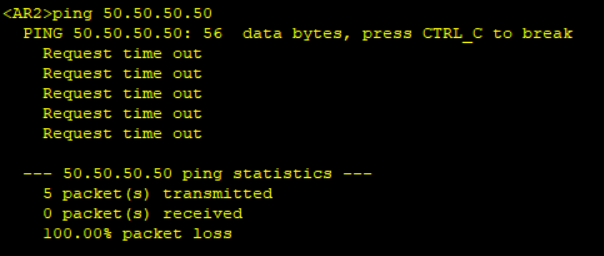 <AR2>ping 50.50.50.50
PING 50.50.50.50: 56  data bytes, press CTRL_C to break
Request time out
Request time out
Request time out
Request time out
Request time out
--- 50.50.50.50 ping statistics ---
5 packet(s) transmitted
0 packet(s) received
100.00% packet loss